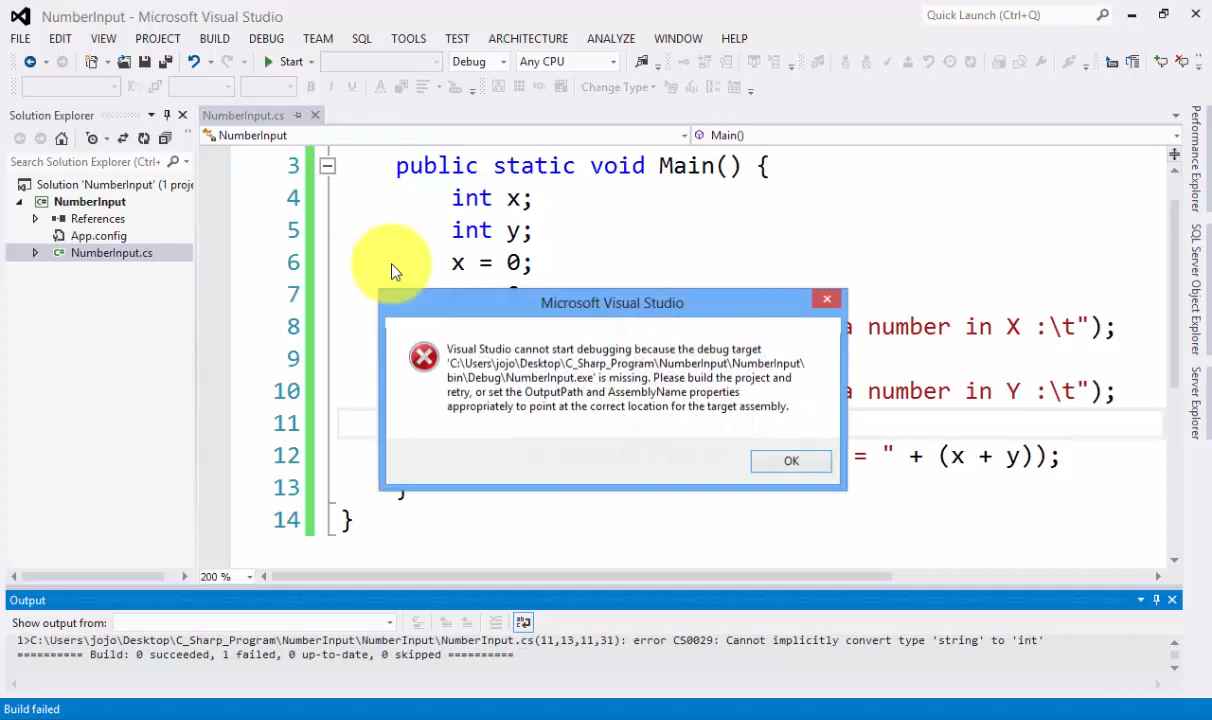 NumberInput - Microsoft Visual Studio
Quick Launch (Ctrl+Q)
FILE EDIT VIEW PROJECT BUILD DEBUG TEAM SQL TOOLS TEST ARCHITECTURE ANALYZE WINDOW HELP
Start Debug Any CPU
Change Type
Solution Explorer
Search Solution Explorer (Ctrl+
Solution 'NumberInput' (1 proje
NumberInput
References
App.config
NumberInput.cs
NumberInput.cs
NumberInput Main()
3 public static void Main() {
4 int x;
5 int y;
6 x = 0;
7
8 a number in X :\t");
9
10 a number in Y :\t");
11
12 = " + (x + y));
13 }
14 }
Microsoft Visual Studio
Visual Studio cannot start debugging because the debug target
'C:\Users\jojo\Desktop\C_Sharp_Program\NumberInput\NumberInput\
bin\Debug\NumberInput.exe' is missing. Please build the project and
retry, or set the OutputPath and AssemblyName properties
appropriately to point at the correct location for the target assembly.
OK
200 %
Performance Explorer
SQL Server Object Explorer
Server Explorer
Output
Show output from:
1>C:\Users\jojo\Desktop\C_Sharp_Program\NumberInput\NumberInput\NumberInput.cs(11,13,11,31): error CS0029: Cannot implicitly convert type 'string' to 'int'
========== Build: 0 succeeded, 1 failed, 0 up-to-date, 0 skipped ==========
Build failed